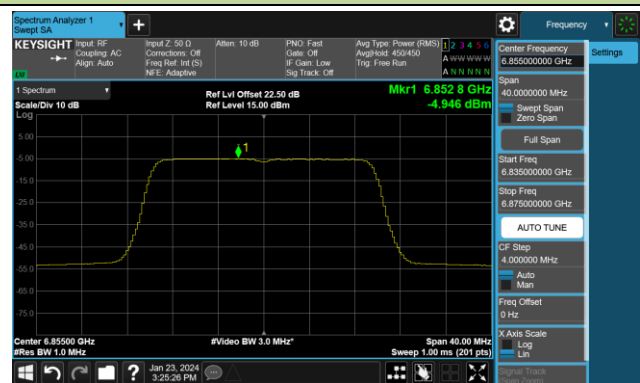 Spectrum Analyzer 1
Swept SA
+
Frequency
KEYSIGHT
Input: RF
Coupling: AC
Align: Auto
Input Z: 50 Ω
Corrections: Off
Freq Ref: Int (S)
NFE: Adaptive
Atten: 10 dB
PNO: Fast
Gate: Off
IF Gain: Low
Sig Track: Off
Avg Type: Power (RMS)
Avg|Hold: 450/450
Trig: Free Run
1 2 3 4 5 6
A W W W W W
A N N N N N
LW
1 Spectrum
Scale/Div 10 dB
Log
Ref Lvl Offset 22.50 dB
Ref Level 15.00 dBm
Mkr1 6.852 8 GHz
-4.946 dBm
5.00
-5.00
-15.0
-25.0
-35.0
-45.0
-55.0
-65.0
-75.0
1
Center 6.85500 GHz
#Res BW 1.0 MHz
#Video BW 3.0 MHz*
Span 40.00 MHz
Sweep 1.00 ms (201 pts)
Jan 23, 2024
3:25:26 PM
Center Frequency
6.855000000 GHz
Settings
Span
40.0000000 MHz
Swept Span
Zero Span
Full Span
Start Freq
6.835000000 GHz
Stop Freq
6.875000000 GHz
AUTO TUNE
CF Step
4.000000 MHz
Auto
Man
Freq Offset
0 Hz
X Axis Scale
Log
Lin
Signal Track